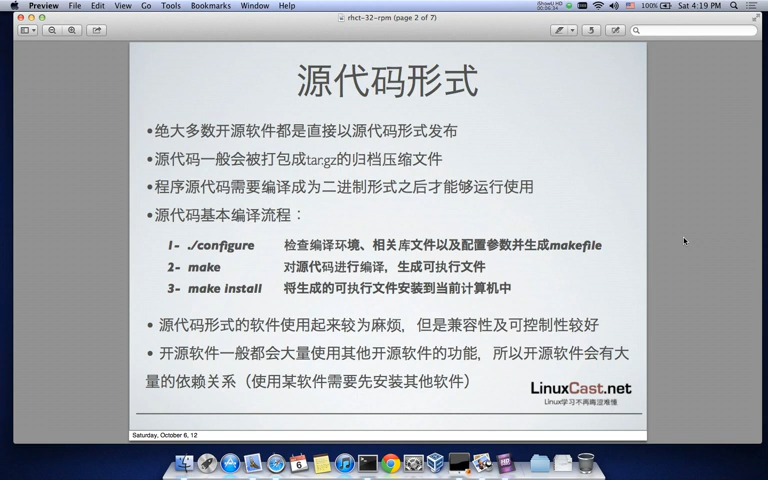 Preview File Edit View Go Tools Bookmarks Window Help
100% Sat 4:19 PM
rhct-32-rpm (page 2 of 7)
源代码形式
•绝大多数开源软件都是直接以源代码形式发布
•源代码一般会被打包成tar.gz的归档压缩文件
•程序源代码需要编译成为二进制形式之后才能够运行使用
•源代码基本编译流程：
1- ./configure 检查编译环境、相关库文件以及配置参数并生成makefile
2- make 对源代码进行编译，生成可执行文件
3- make install 将生成的可执行文件安装到当前计算机中
• 源代码形式的软件使用起来较为麻烦，但是兼容性及可控制性较好
• 开源软件一般都会大量使用其他开源软件的功能，所以开源软件会有大
量的依赖关系（使用某软件需要先安装其他软件）
LinuxCast.net
Linux学习不再晦涩难懂
Saturday, October 6, 12
6